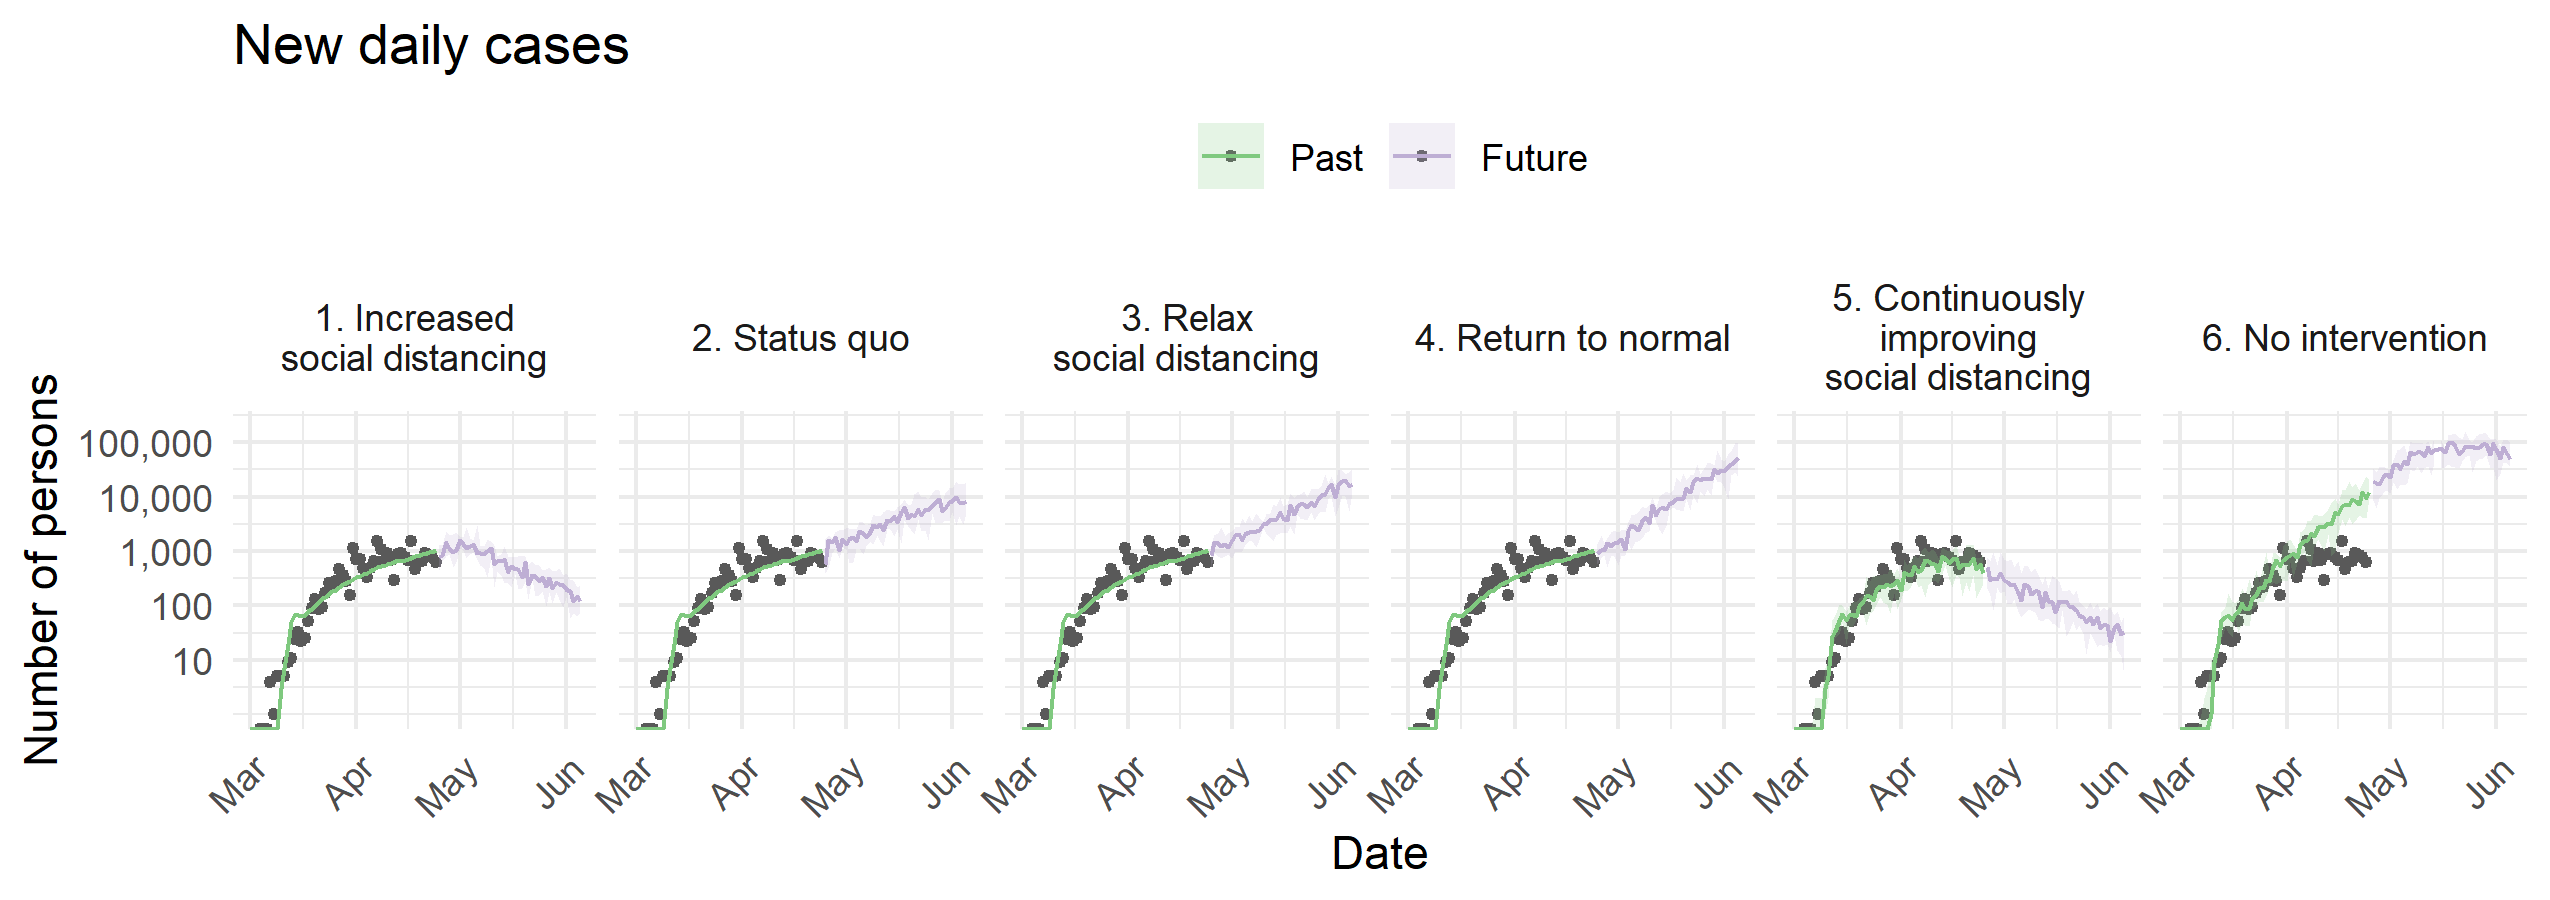 New daily cases
Past
Future
1. Increased
social distancing
2. Status quo
3. Relax
social distancing
4. Return to normal
5. Continuously
improving
social distancing
6. No intervention
Number of persons
100,000
10,000
1,000
100
10
Mar
Apr
May
Jun
Mar
Apr
May
Jun
Mar
Apr
May
Jun
Mar
Apr
May
Jun
Mar
Apr
May
Jun
Mar
Apr
May
Jun
Date